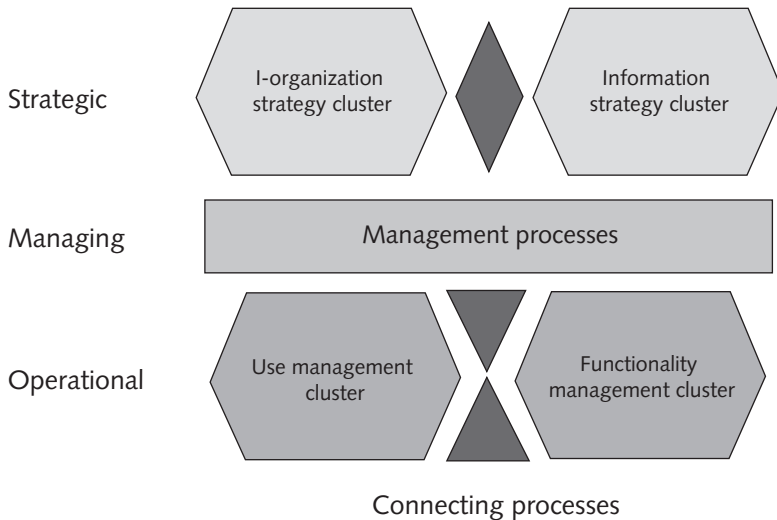 Strategic
I-organization
strategy cluster
Information
strategy cluster
Managing
Management processes
Operational
Use management
cluster
Functionality
management cluster
Connecting processes